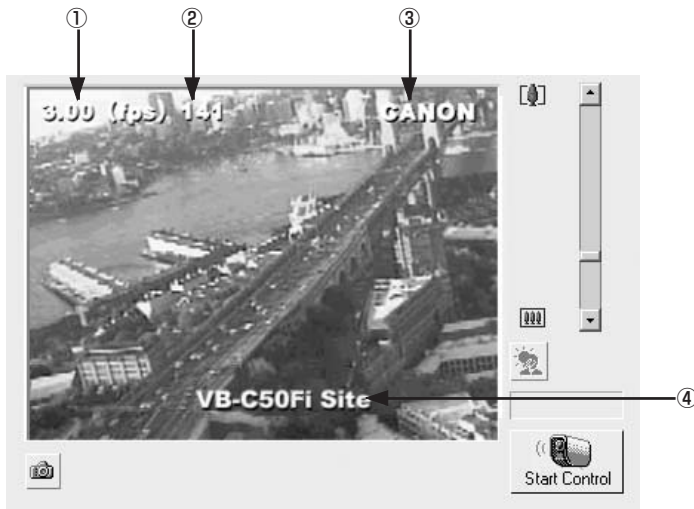 ① ② ③
3.00 (fps) 141 CANON
VB-C50Fi Site
④
Start Control